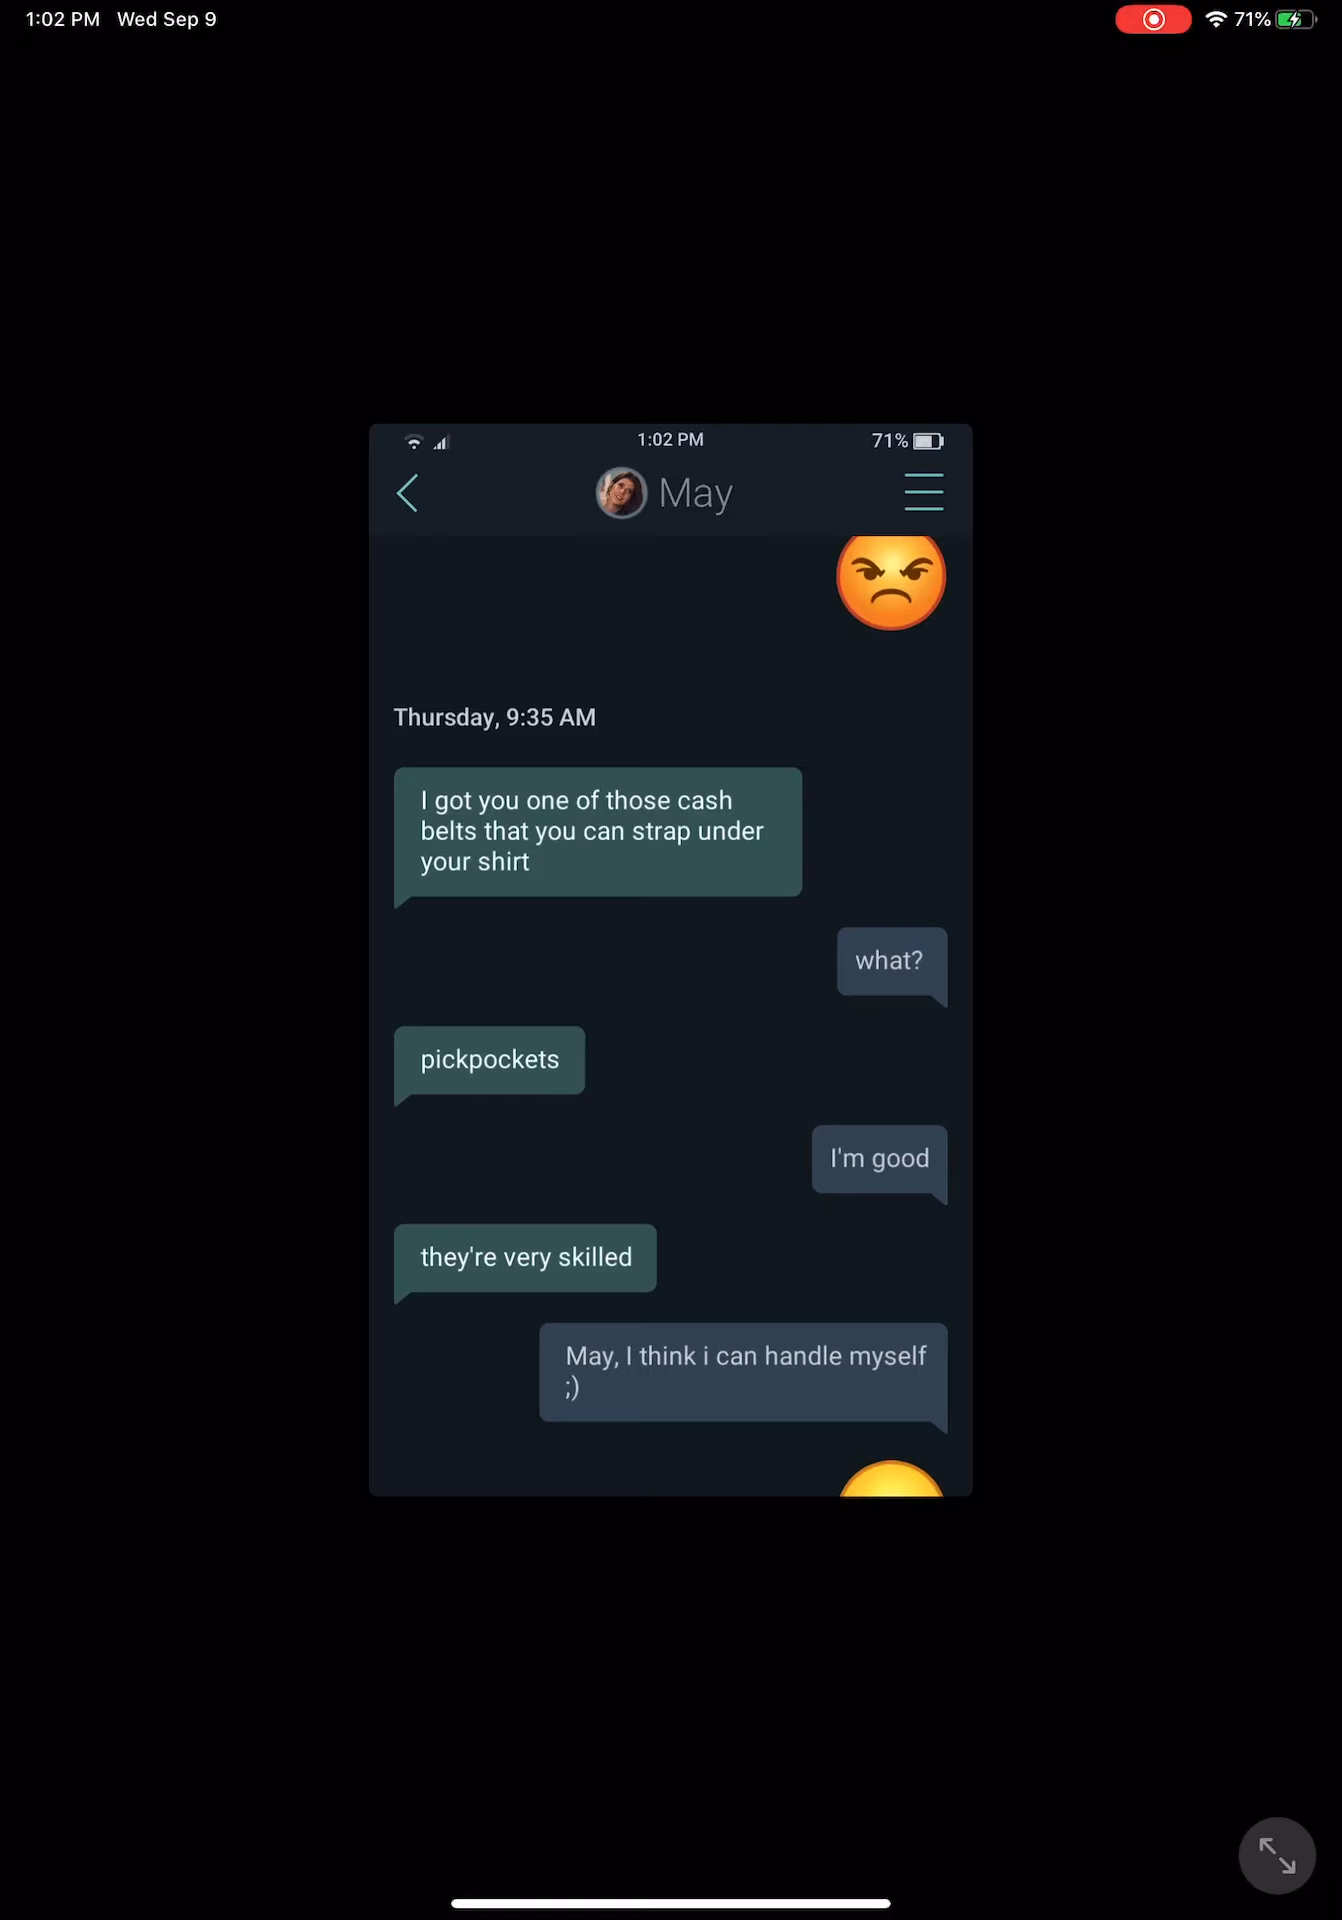 1:02 PM Wed Sep 9
71%
1:02 PM
71%
May
Thursday, 9:35 AM
I got you one of those cash
belts that you can strap under
your shirt
what?
pickpockets
I'm good
they're very skilled
May, I think i can handle myself
;)